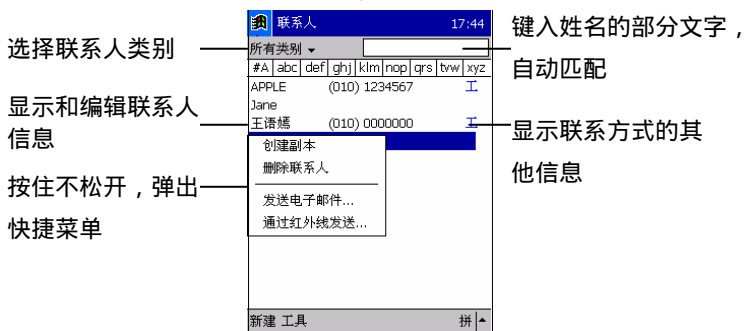 选择联系人类别
显示和编辑联系人
信息
按住不松开，弹出
快捷菜单
联系人 17:44
所有类别
#A abc def ghj klm nop qrs tvw xyz
APPLE (010) 1234567 工
Jane
王语嫣 (010) 0000000 工
创建副本
删除联系人
发送电子邮件...
通过红外线发送...
新建 工具 拼
键入姓名的部分文字，
自动匹配
显示联系方式的其
他信息